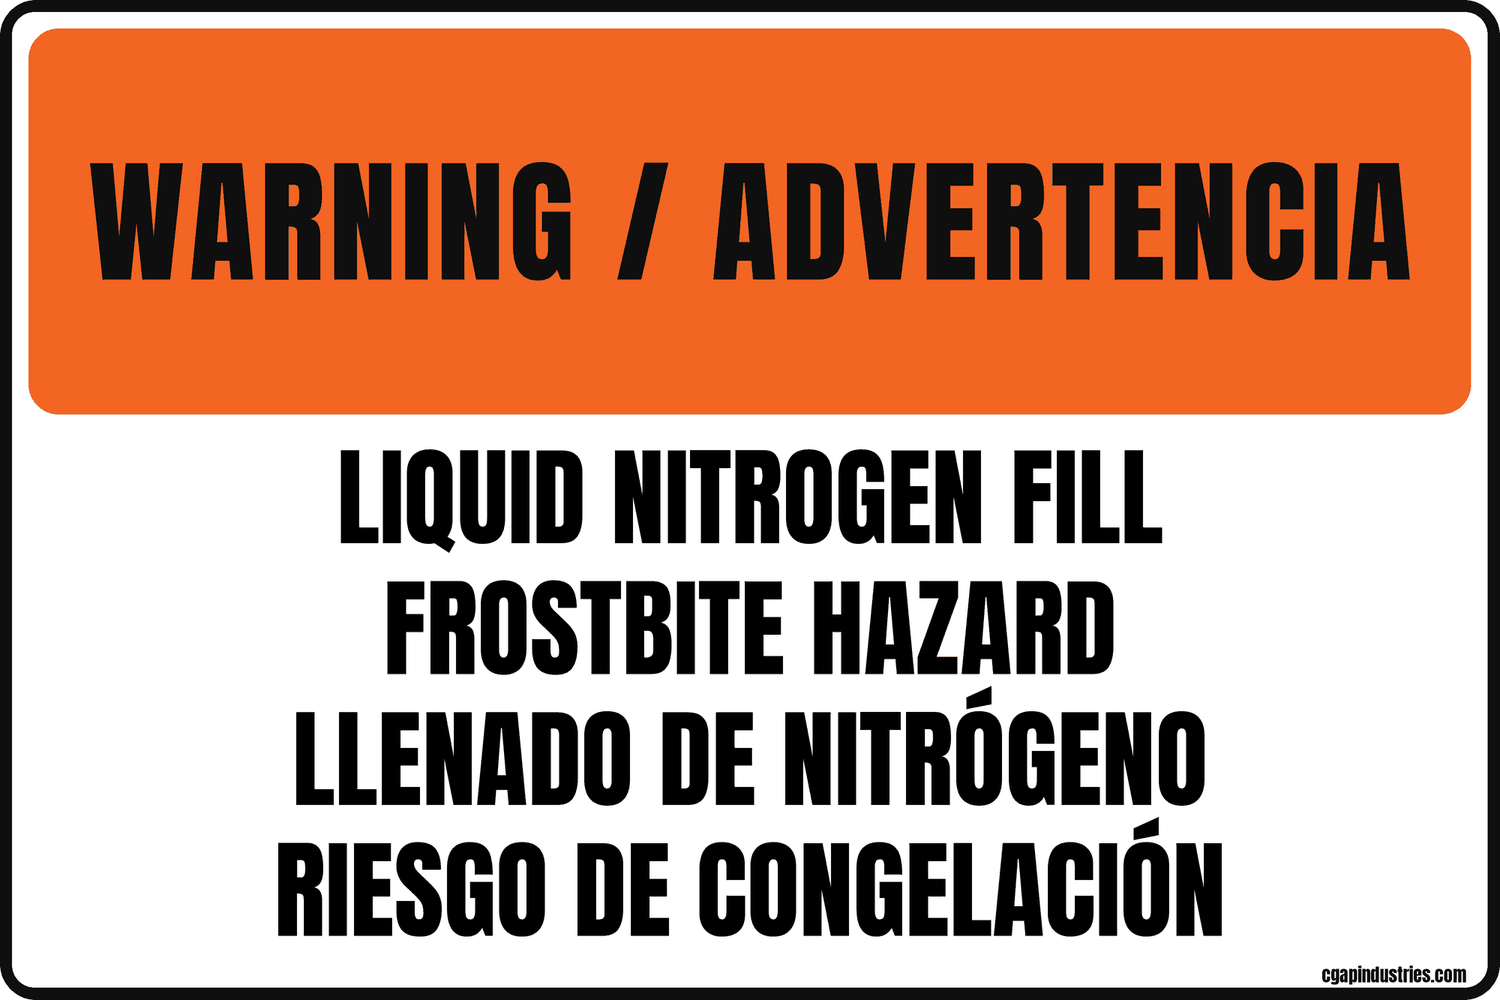 WARNING / ADVERTENCIA
LIQUID NITROGEN FILL
FROSTBITE HAZARD
LLENADO DE NITRÓGENO
RIESGO DE CONGELACIÓN
cgapindustries.com